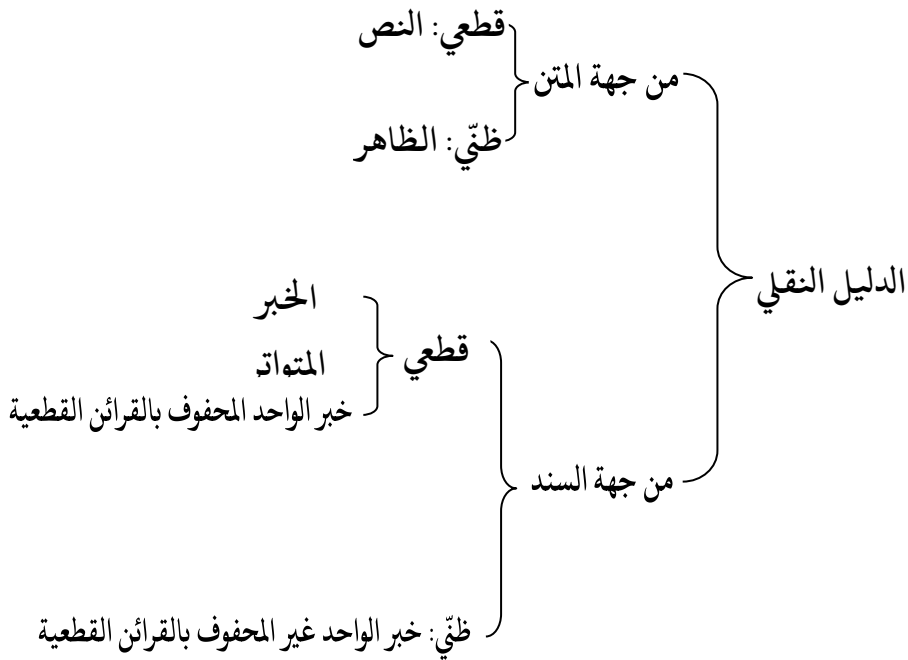 قطعي: النص
من جهة المتن
ظنّي: الظاهر
الدليل النقلي
الخبر
المتواتر
قطعي
خبر الواحد المحفوف بالقرائن القطعية
من جهة السند
ظنّي: خبر الواحد غير المحفوف بالقرائن القطعية